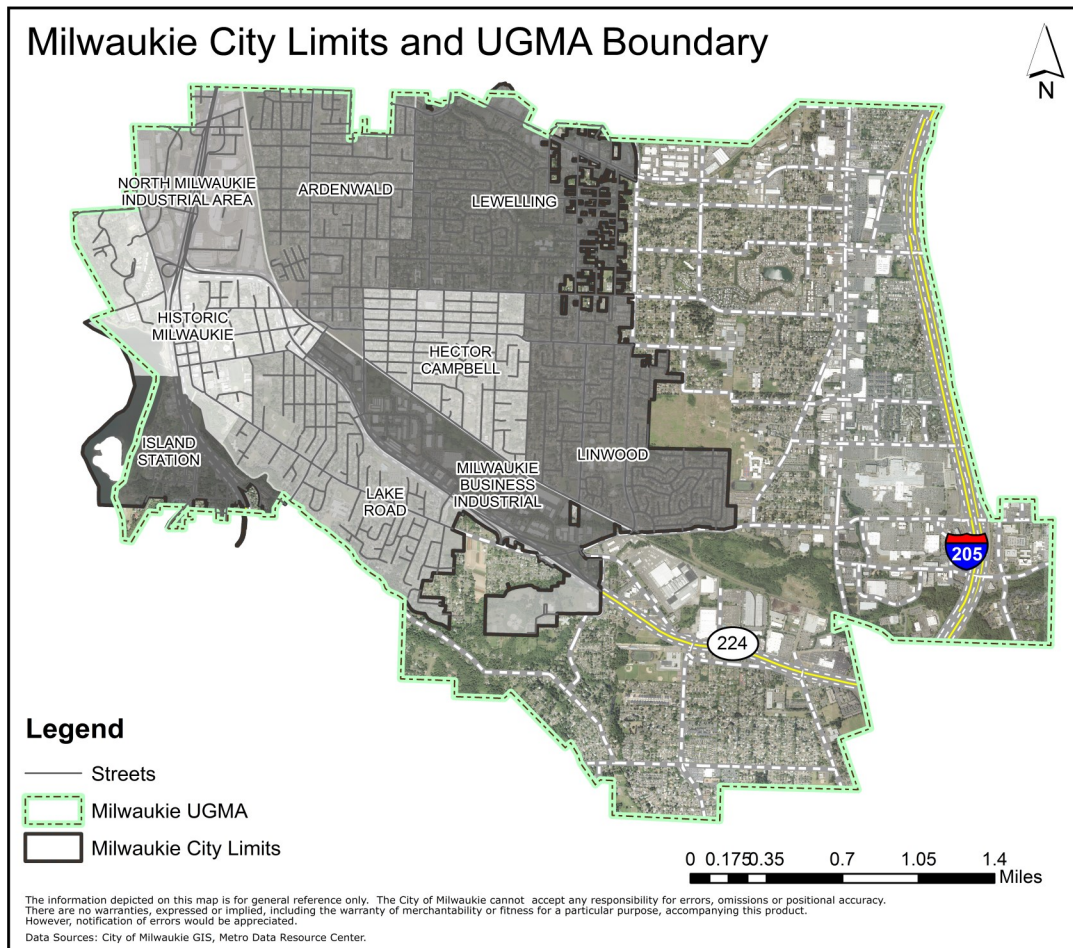 Milwaukie City Limits and UGMA Boundary
N
NORTH MILWAUKIE
INDUSTRIAL AREA
ARDENWALD
LEWELLING
HISTORIC
MILWAUKIE
HECTOR
CAMPBELL
ISLAND
STATION
LINWOOD
MILWAUKIE
BUSINESS
INDUSTRIAL
LAKE
ROAD
205
224
Legend
Streets
Milwaukie UGMA
Milwaukie City Limits
0 0.175 0.35 0.7 1.05 1.4
Miles
The information depicted on this map is for general reference only. The City of Milwaukie cannot accept any responsibility for errors, omissions or positional accuracy.
There are no warranties, expressed or implied, including the warranty of merchantability or fitness for a particular purpose, accompanying this product.
However, notification of errors would be appreciated.
Data Sources: City of Milwaukie GIS, Metro Data Resource Center.